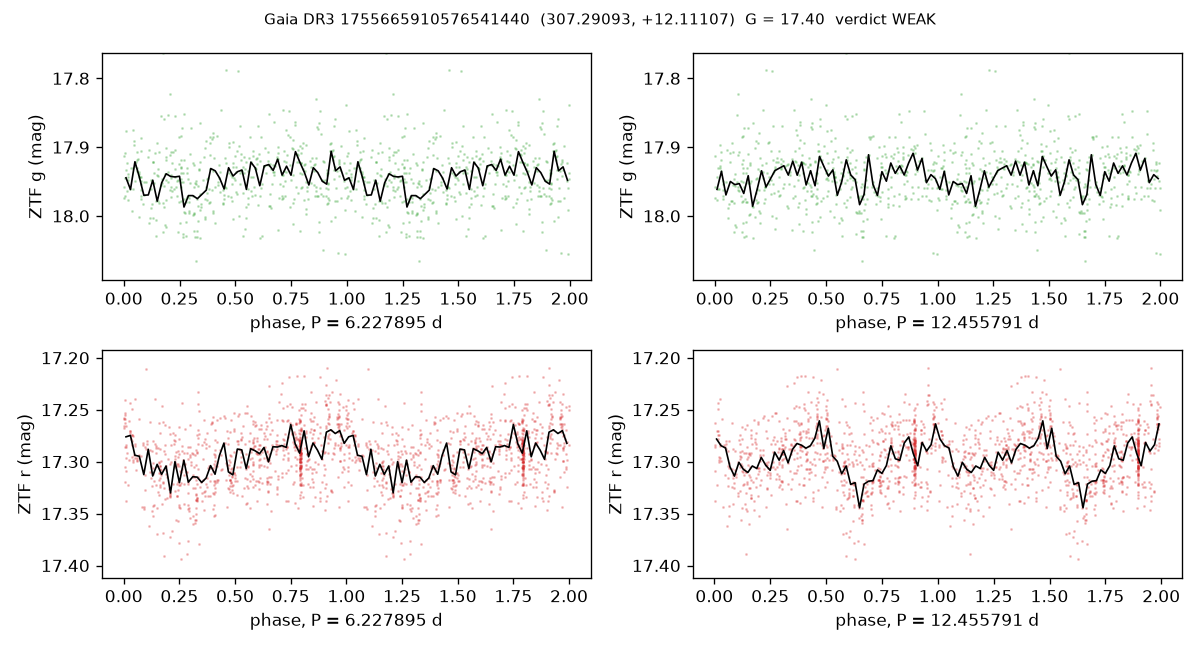 Gaia DR3 1755665910576541440 (307.29093, +12.11107) G = 17.40 verdict WEAK
ZTF g (mag)
17.8
17.9
18.0
0.00 0.25 0.50 0.75 1.00 1.25 1.50 1.75 2.00
phase, P = 6.227895 d
ZTF g (mag)
17.8
17.9
18.0
0.00 0.25 0.50 0.75 1.00 1.25 1.50 1.75 2.00
phase, P = 12.455791 d
ZTF r (mag)
17.20
17.25
17.30
17.35
17.40
0.00 0.25 0.50 0.75 1.00 1.25 1.50 1.75 2.00
phase, P = 6.227895 d
ZTF r (mag)
17.20
17.25
17.30
17.35
17.40
0.00 0.25 0.50 0.75 1.00 1.25 1.50 1.75 2.00
phase, P = 12.455791 d